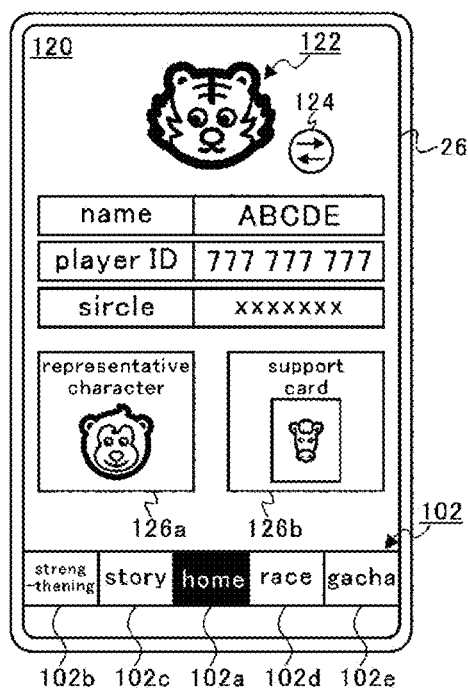 120
122
124
26
name ABCDE
player ID 777 777 777
sircle xxxxxxx
representative
character
support
card
126a
126b
102
streng
-thening
story
home
race
gacha
102b 102c 102a 102d 102e